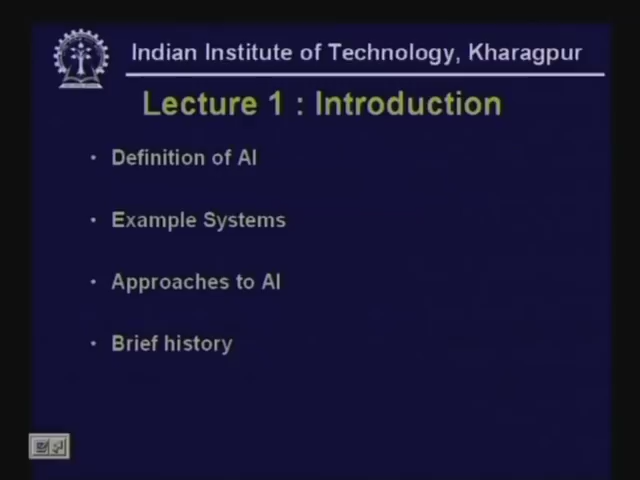 Indian Institute of Technology, Kharagpur
Lecture 1 : Introduction
• Definition of AI
• Example Systems
• Approaches to AI
• Brief history